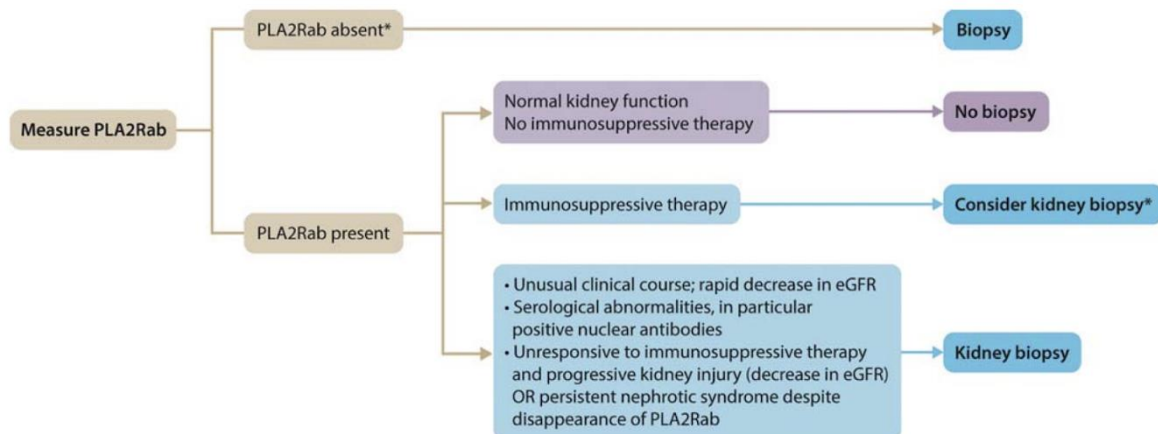 PLA2Rab absent*
Biopsy
Measure PLA2Rab
Normal kidney function
No immunosuppressive therapy
No biopsy
PLA2Rab present
Immunosuppressive therapy
Consider kidney biopsy*
• Unusual clinical course; rapid decrease in eGFR
• Serological abnormalities, in particular
positive nuclear antibodies
• Unresponsive to immunosuppressive therapy
and progressive kidney injury (decrease in eGFR)
OR persistent nephrotic syndrome despite
disappearance of PLA2Rab
Kidney biopsy